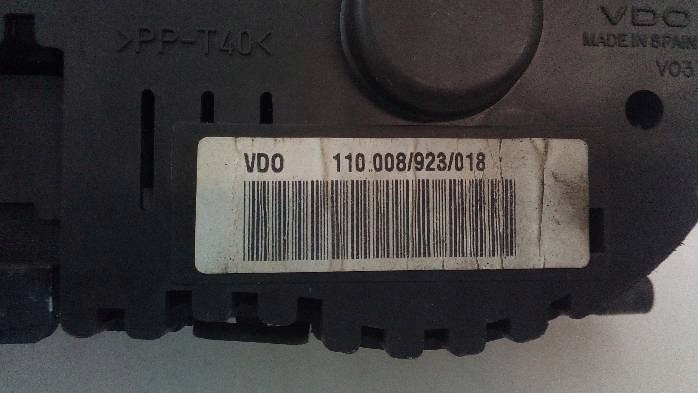 >PP-T40<
VDO
MADE IN SPAIN
V03
VDO 110.008/923/018